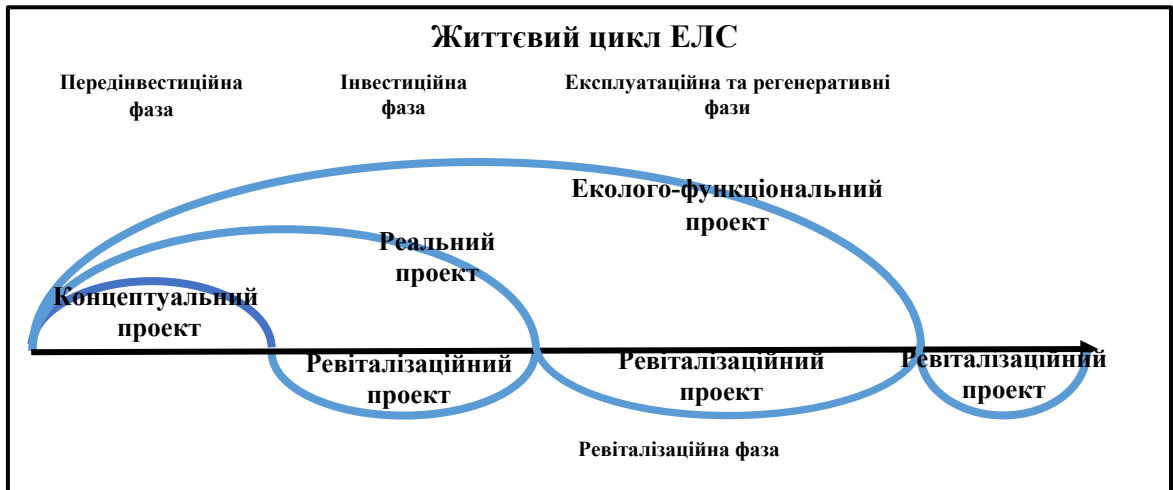 Життєвий цикл ЕЛС
Передінвестиційна
фаза
Інвестиційна
фаза
Експлуатаційна та регенеративні
фази
Еколого-функціональний
проект
Реальний
проект
Концептуальний
проект
Ревіталізаційний
проект
Ревіталізаційний
проект
Ревіталізаційний
проект
Ревіталізаційна фаза